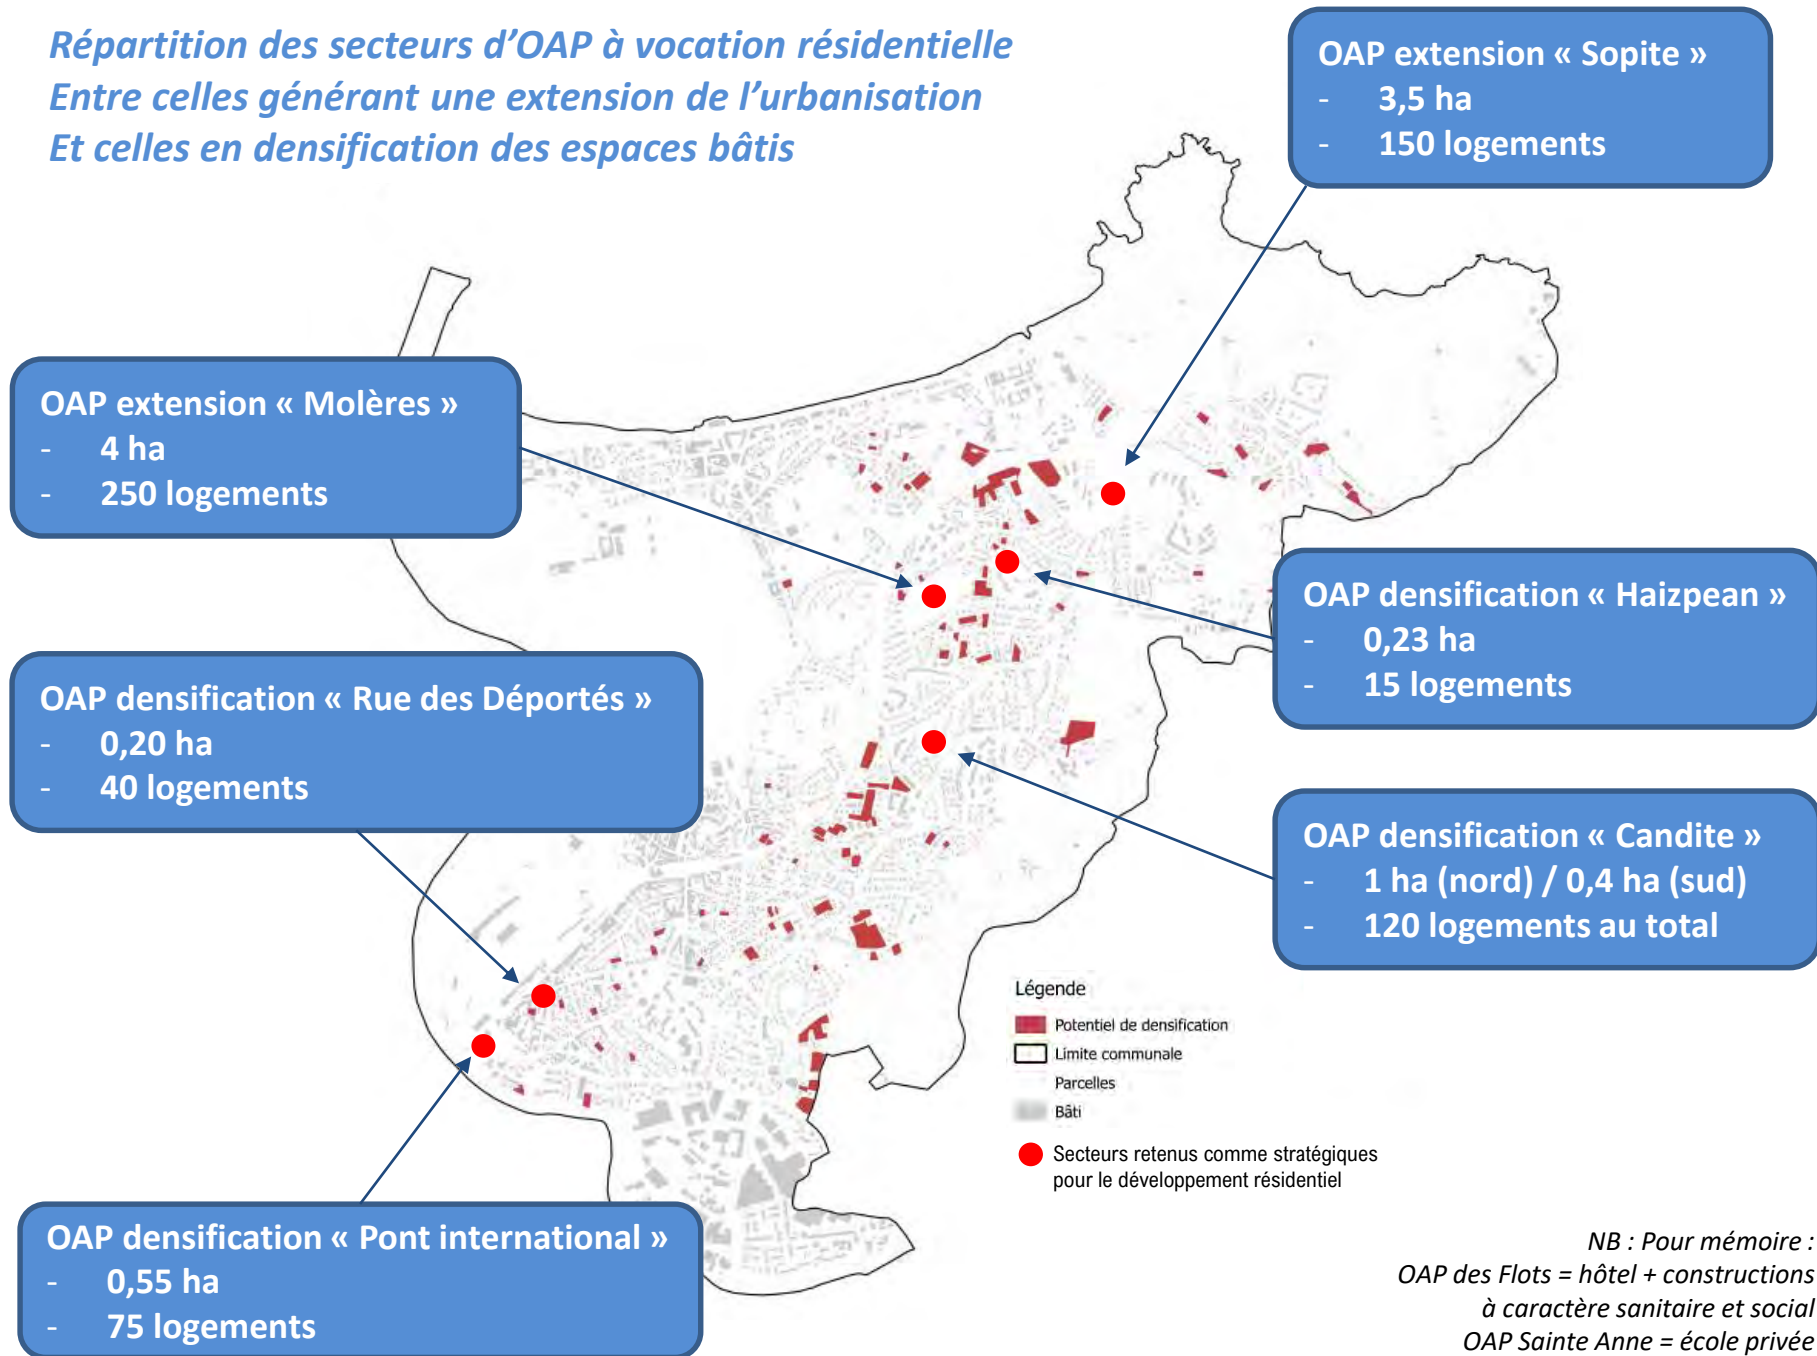 Répartition des secteurs d'OAP à vocation résidentielle
Entre celles générant une extension de l'urbanisation
Et celles en densification des espaces bâtis
OAP extension « Sopite »
- 3,5 ha
- 150 logements
OAP extension « Molères »
- 4 ha
- 250 logements
OAP densification « Haizpean »
- 0,23 ha
- 15 logements
OAP densification « Rue des Déportés »
- 0,20 ha
- 40 logements
OAP densification « Candite »
- 1 ha (nord) / 0,4 ha (sud)
- 120 logements au total
Légende
Potentiel de densification
Limite communale
Parcelles
Bâti
Secteurs retenus comme stratégiques
pour le développement résidentiel
OAP densification « Pont international »
- 0,55 ha
- 75 logements
NB : Pour mémoire :
OAP des Flots = hôtel + constructions
à caractère sanitaire et social
OAP Sainte Anne = école privée